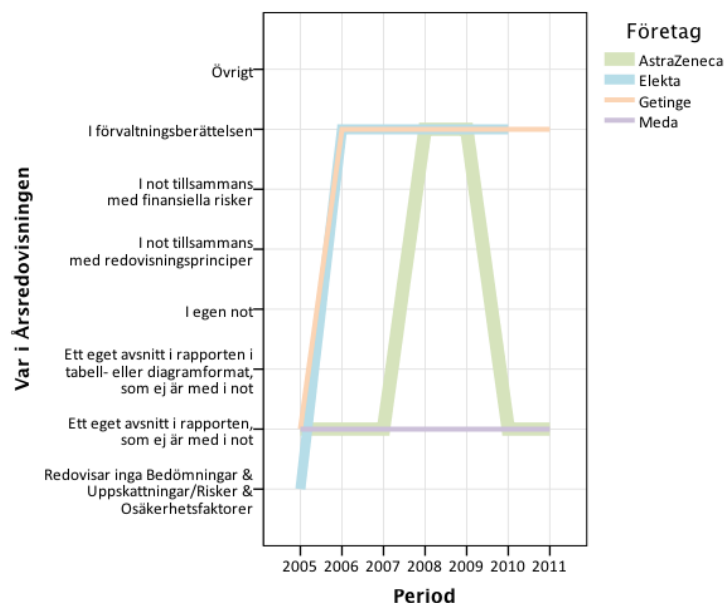 Företag
AstraZeneca
Elekta
Getinge
Meda
Var i Årsredovisningen
Övrigt
I förvaltningsberättelsen
I not tillsammans
med finansiella risker
I not tillsammans
med redovisningsprinciper
I egen not
Ett eget avsnitt i rapporten i
tabell- eller diagramformat,
som ej är med i not
Ett eget avsnitt i rapporten,
som ej är med i not
Redovisar inga Bedömningar &
Uppskattningar/Risker &
Osäkerhetsfaktorer
2005 2006 2007 2008 2009 2010 2011
Period